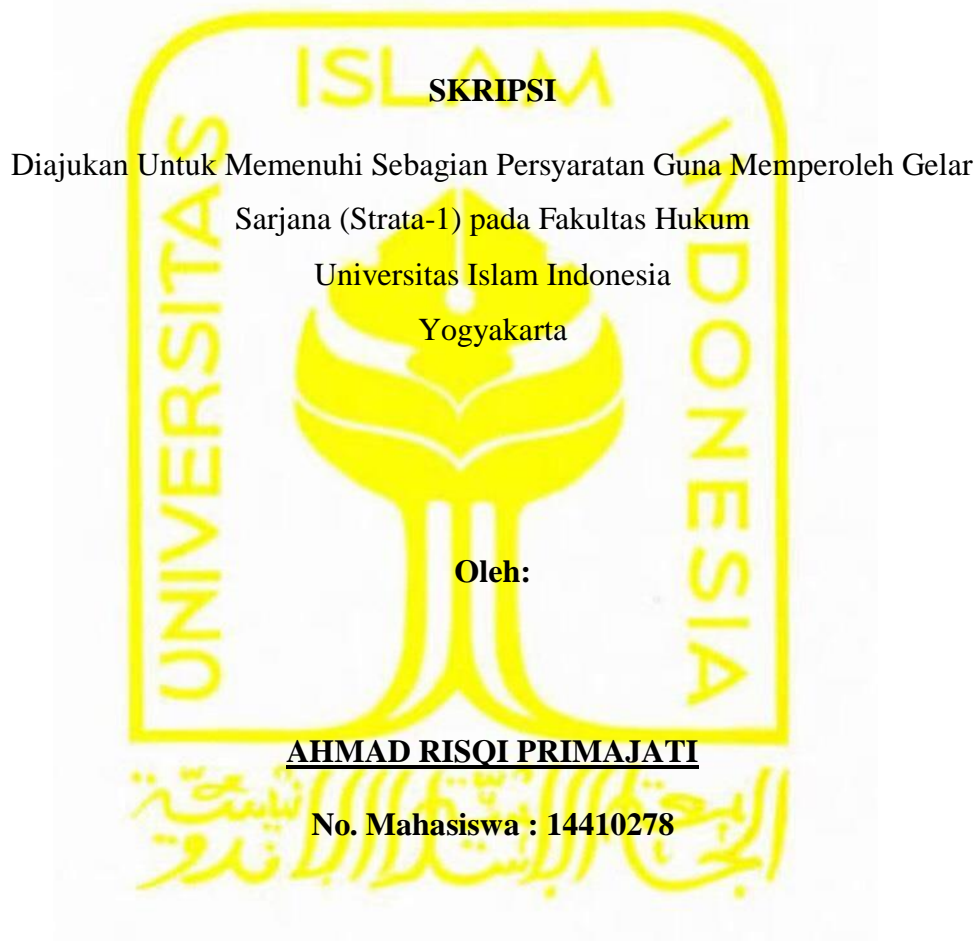 ISLAM
UNIVERSITAS
INDONESIA
SKRIPSI
Diajukan Untuk Memenuhi Sebagian Persyaratan Guna Memperoleh Gelar
Sarjana (Strata-1) pada Fakultas Hukum
Universitas Islam Indonesia
Yogyakarta
Oleh:
AHMAD RISQI PRIMAJATI
No. Mahasiswa : 14410278